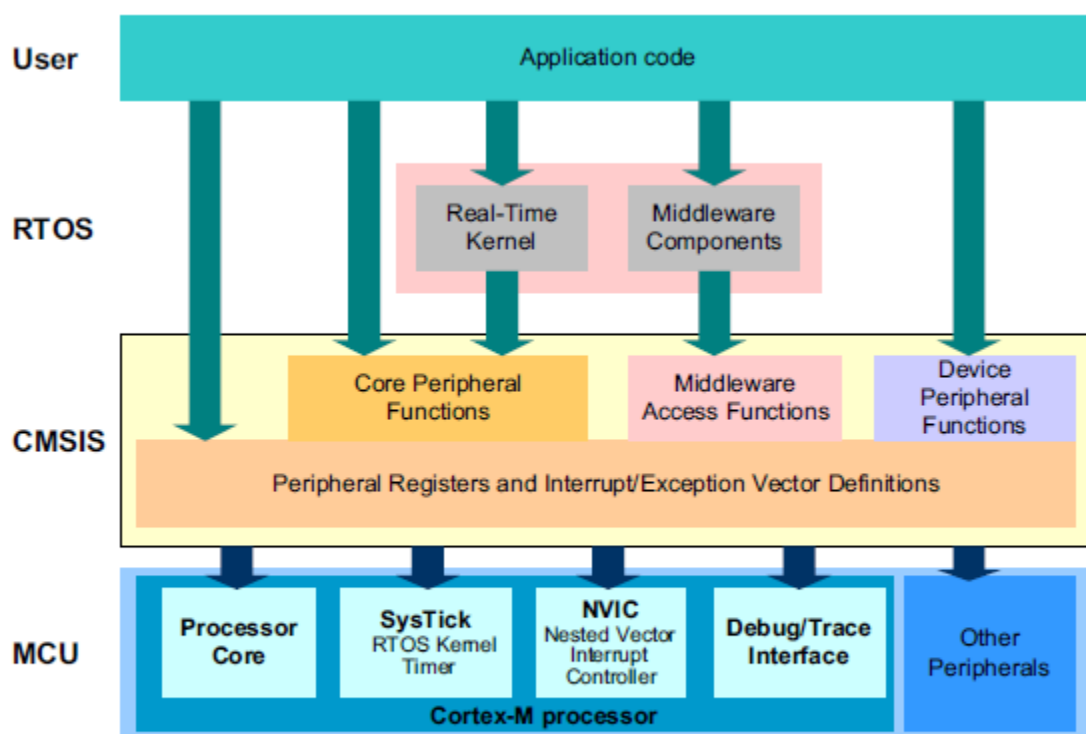 User
Application code
RTOS
Real-Time
Kernel
Middleware
Components
CMSIS
Core Peripheral
Functions
Middleware
Access Functions
Device
Peripheral
Functions
Peripheral Registers and Interrupt/Exception Vector Definitions
MCU
Processor
Core
SysTick
RTOS Kernel
Timer
NVIC
Nested Vector
Interrupt
Controller
Debug/Trace
Interface
Other
Peripherals
Cortex-M processor